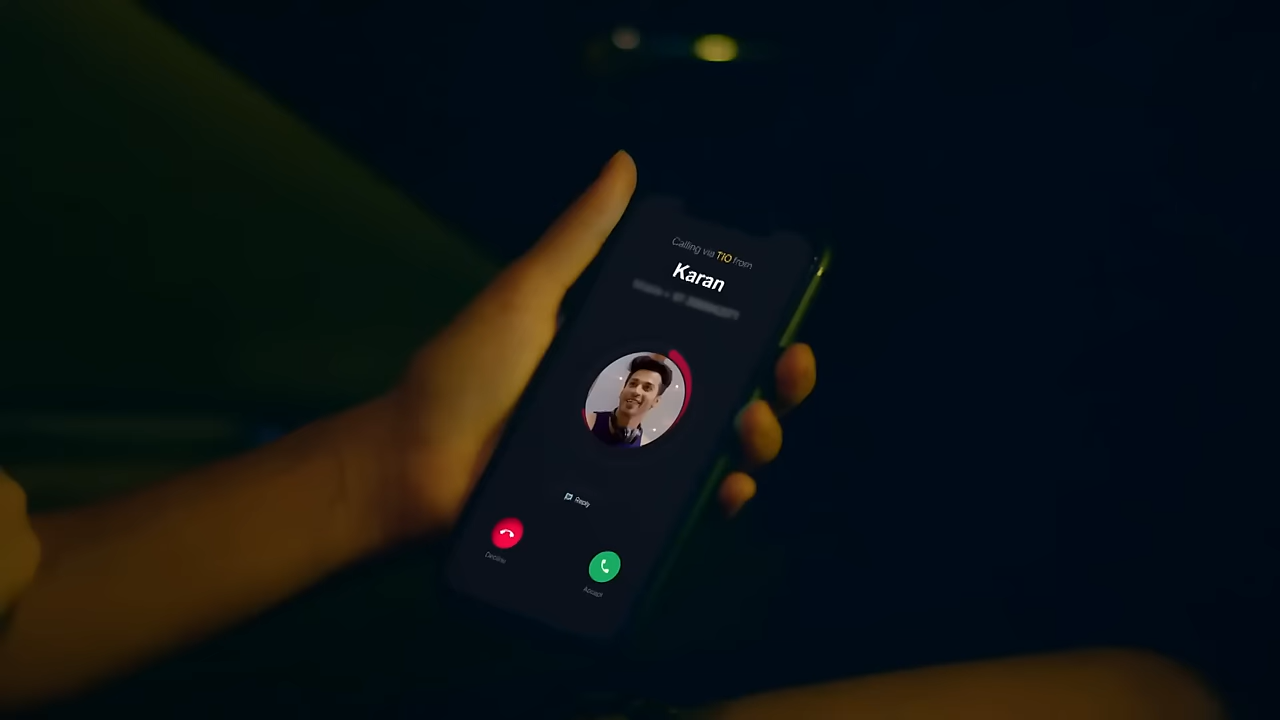 Calling via TIO from
Karan
Reply
Decline
Accept